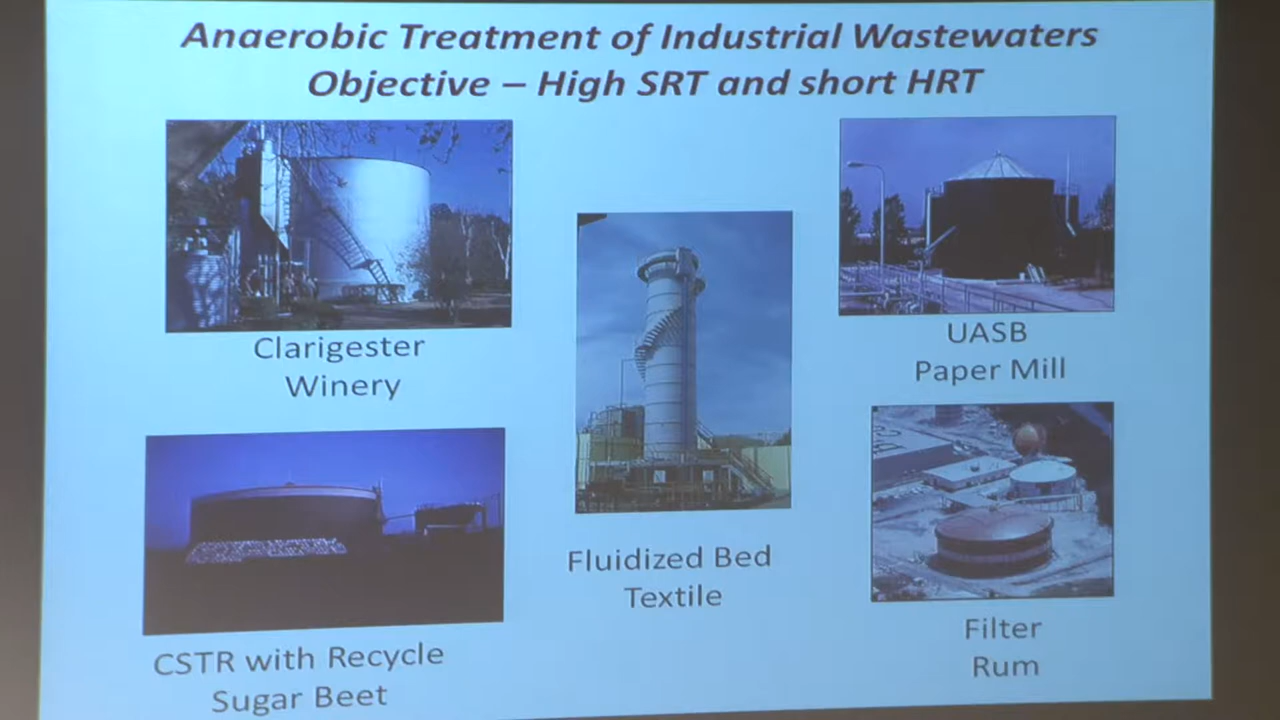 Anaerobic Treatment of Industrial Wastewaters
Objective – High SRT and short HRT
Clarigester
Winery
UASB
Paper Mill
Fluidized Bed
Textile
CSTR with Recycle
Sugar Beet
Filter
Rum